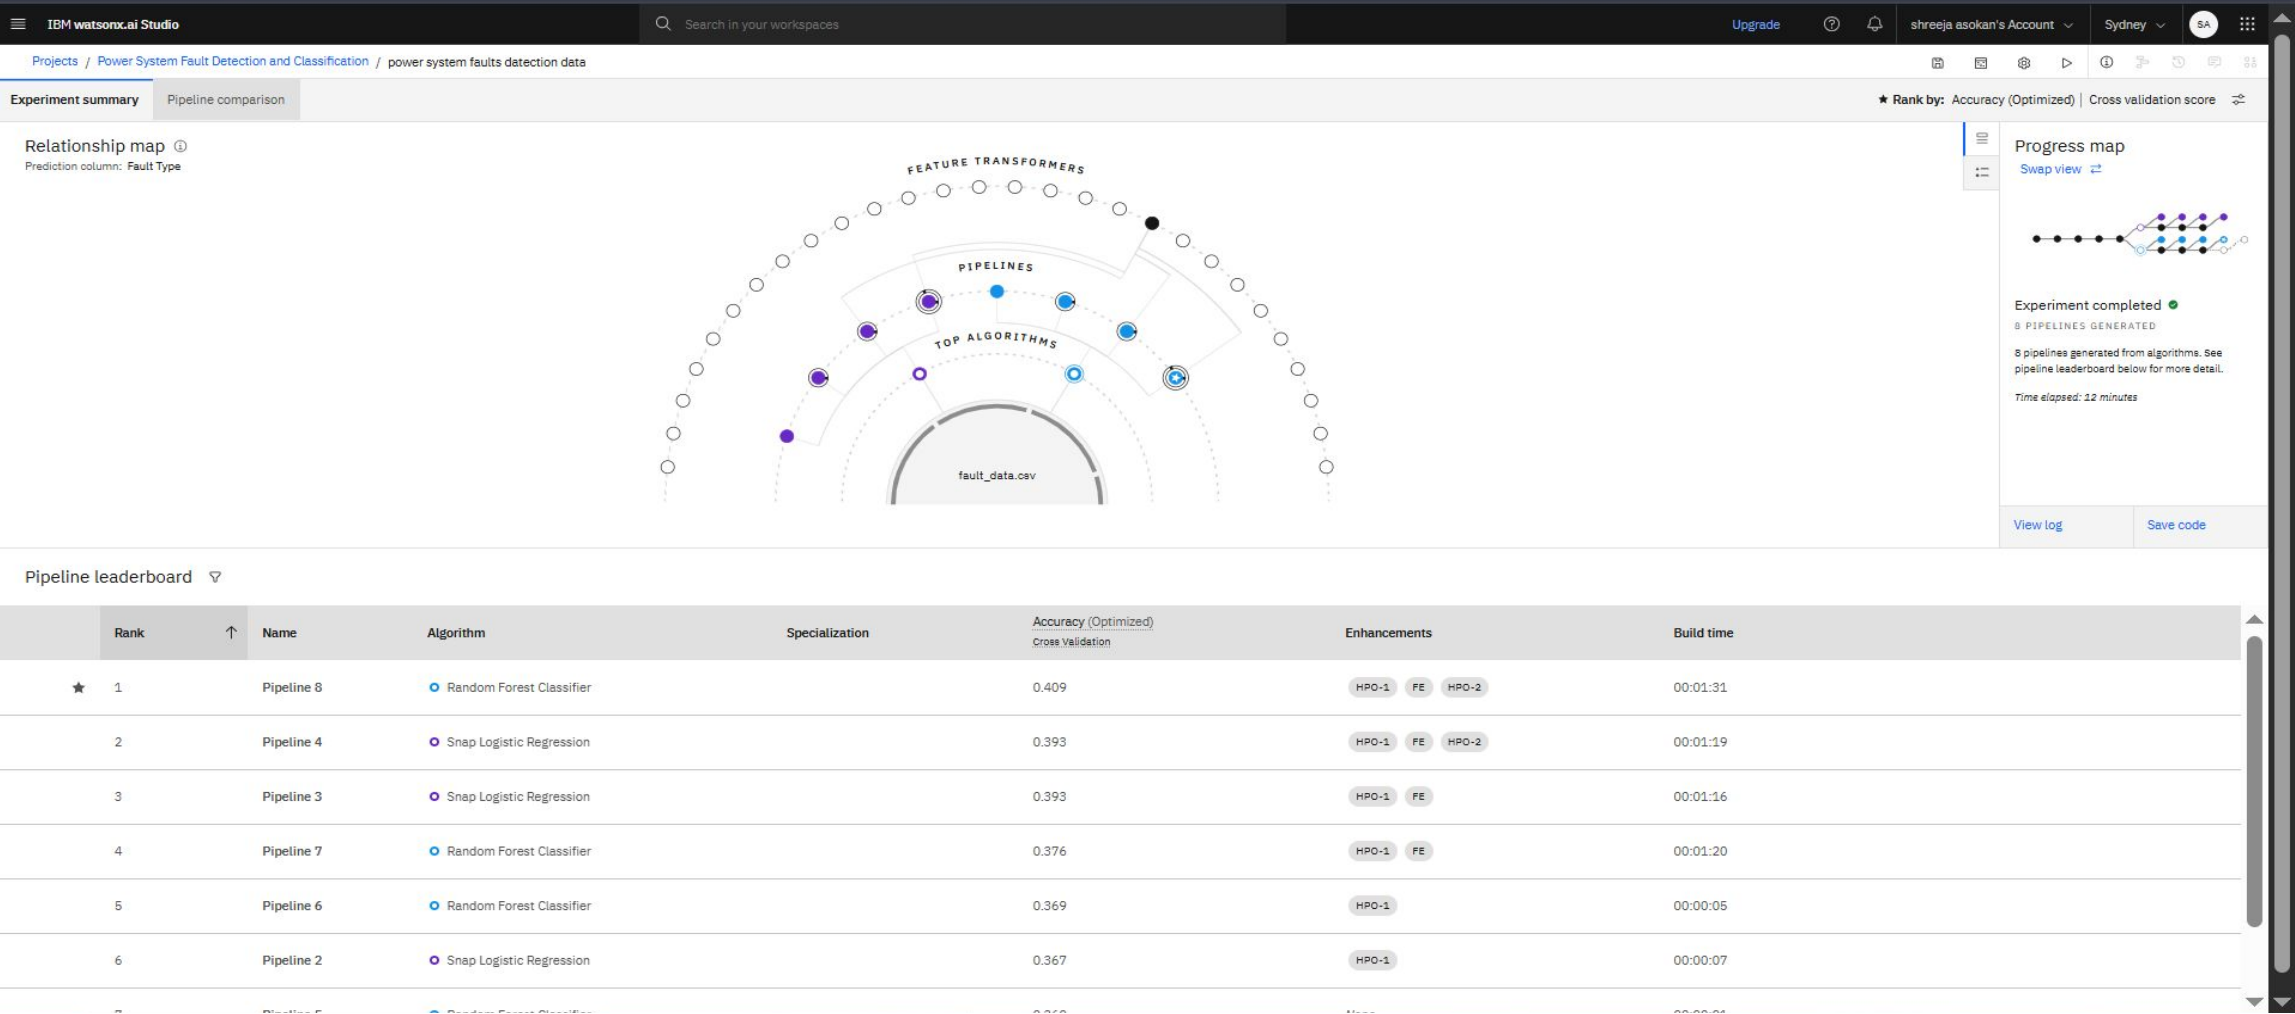 IBM watsonx.ai Studio
Search in your workspaces
Upgrade
shreeja asokan's Account
Sydney
SA
Projects / Power System Fault Detection and Classification / power system faults datection data
Experiment summary
Pipeline comparison
Rank by: Accuracy (Optimized) | Cross validation score
Relationship map
Prediction column: Fault Type
FEATURE TRANSFORMERS
PIPELINES
TOP ALGORITHMS
fault_data.csv
Progress map
Swap view
Experiment completed
8 PIPELINES GENERATED
8 pipelines generated from algorithms. See
pipeline leaderboard below for more detail.
Time elapsed: 12 minutes
View log
Save code
Pipeline leaderboard
Rank Name Algorithm Specialization Accuracy (Optimized) Enhancements Build time
Cross Validation
1 Pipeline 8 Random Forest Classifier 0.409 HPO-1 FE HPO-2 00:01:31
2 Pipeline 4 Snap Logistic Regression 0.393 HPO-1 FE HPO-2 00:01:19
3 Pipeline 3 Snap Logistic Regression 0.393 HPO-1 FE 00:01:16
4 Pipeline 7 Random Forest Classifier 0.376 HPO-1 FE 00:01:20
5 Pipeline 6 Random Forest Classifier 0.369 HPO-1 00:00:05
6 Pipeline 2 Snap Logistic Regression 0.367 HPO-1 00:00:07